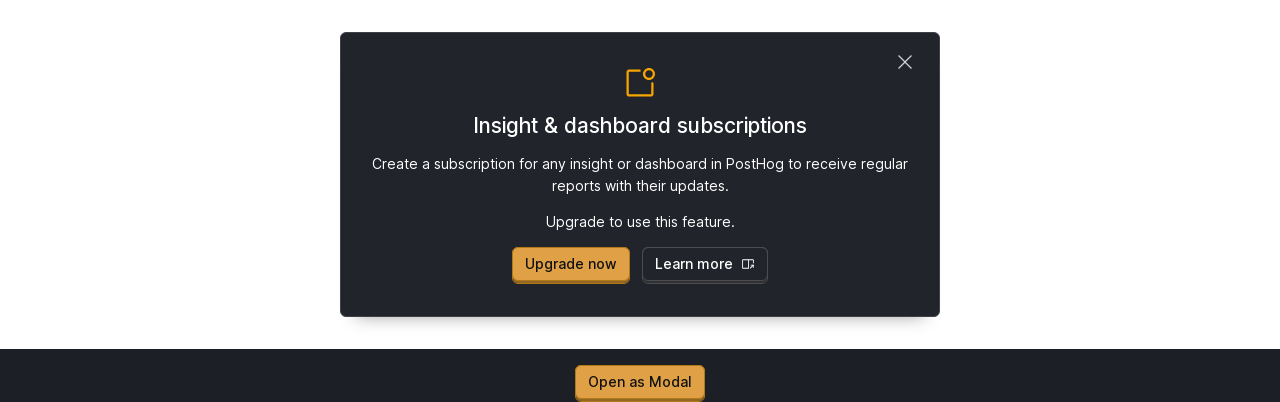 Insight & dashboard subscriptions
Create a subscription for any insight or dashboard in PostHog to receive regular
reports with their updates.
Upgrade to use this feature.
Upgrade now
Learn more
Open as Modal